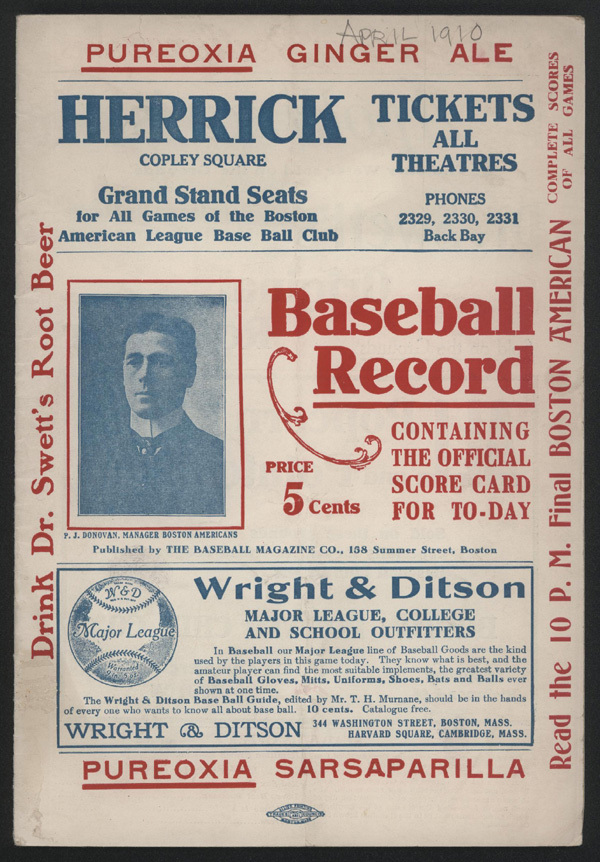 APRIL 1910
PUREOXIA GINGER ALE
HERRICK
COPLEY SQUARE
Grand Stand Seats
for All Games of the Boston
American League Base Ball Club
TICKETS
ALL
THEATRES
PHONES
2329, 2330, 2331
Back Bay
Drink Dr. Swett's Root Beer
Baseball
Record
PRICE
5 Cents
CONTAINING
THE OFFICIAL
SCORE CARD
FOR TO-DAY
P. J. DONOVAN, MANAGER BOSTON AMERICANS
Published by THE BASEBALL MAGAZINE CO., 158 Summer Street, Boston
Read the 10 P. M. Final BOSTON AMERICAN
COMPLETE SCORES
OF ALL GAMES
W & D
Major League
Warranted
Wright & Ditson
MAJOR LEAGUE, COLLEGE
AND SCHOOL OUTFITTERS
In Baseball our Major League line of Baseball Goods are the kind
used by the players in this game today. They know what is best, and the
amateur player can find the most suitable implements, the greatest variety
of Baseball Gloves, Mitts, Uniforms, Shoes, Bats and Balls ever
shown at one time.
The Wright & Ditson Base Ball Guide, edited by Mr. T. H. Murnane, should be in the hands
of every one who wants to know all about base ball. 10 cents. Catalogue free.
WRIGHT & DITSON
344 WASHINGTON STREET, BOSTON, MASS.
HARVARD SQUARE, CAMBRIDGE, MASS.
PUREOXIA SARSAPARILLA